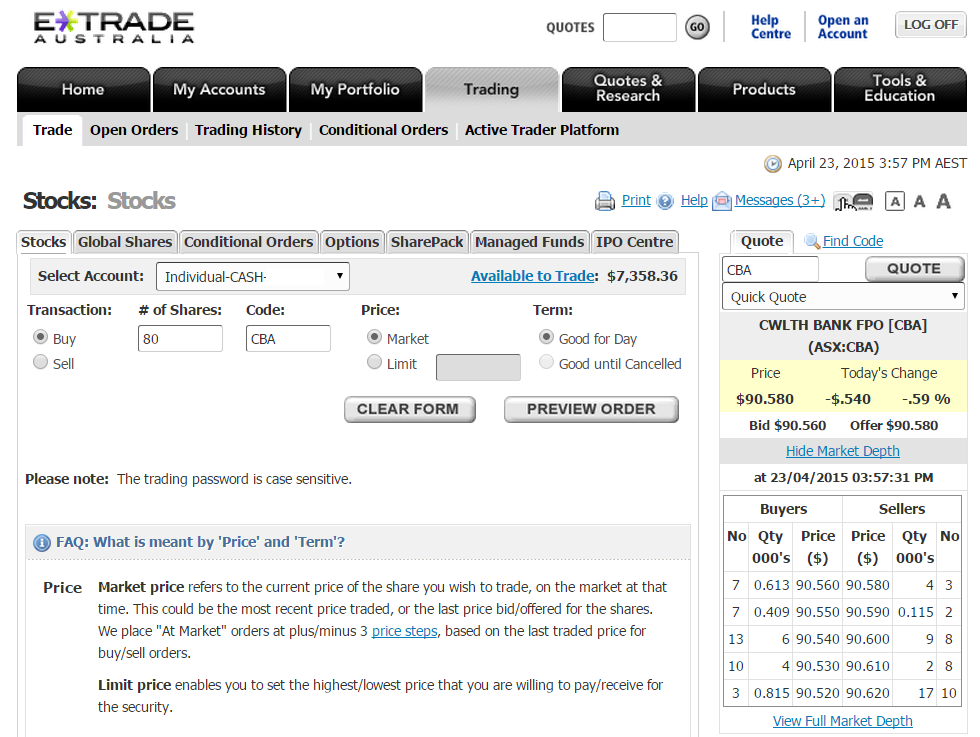 E*TRADE
AUSTRALIA
QUOTES GO Help Centre Open an Account LOG OFF
Home My Accounts My Portfolio Trading Quotes & Research Products Tools & Education
Trade Open Orders Trading History Conditional Orders Active Trader Platform
April 23, 2015 3:57 PM AEST
Stocks: Stocks
Print Help Messages (3+) A A A
Stocks Global Shares Conditional Orders Options SharePack Managed Funds IPO Centre
Select Account: Individual-CASH- Available to Trade: $7,358.36
Transaction: # of Shares: Code: Price: Term:
Buy 80 CBA Market Good for Day
Sell Limit Good until Cancelled
CLEAR FORM PREVIEW ORDER
Please note: The trading password is case sensitive.
FAQ: What is meant by 'Price' and 'Term'?
Price Market price refers to the current price of the share you wish to trade, on the market at that
time. This could be the most recent price traded, or the last price bid/offered for the shares.
We place "At Market" orders at plus/minus 3 price steps, based on the last traded price for
buy/sell orders.
Limit price enables you to set the highest/lowest price that you are willing to pay/receive for
the security.
Quote Find Code
CBA QUOTE
Quick Quote
CWLTH BANK FPO [CBA]
(ASX:CBA)
Price Today's Change
$90.580 -$.540 -.59 %
Bid $90.560 Offer $90.580
Hide Market Depth
at 23/04/2015 03:57:31 PM
Buyers Sellers
No Qty Price Price Qty No
000's ($) ($) 000's
7 0.613 90.560 90.580 4 3
7 0.409 90.550 90.590 0.115 2
13 6 90.540 90.600 9 8
10 4 90.530 90.610 2 8
3 0.815 90.520 90.620 17 10
View Full Market Depth